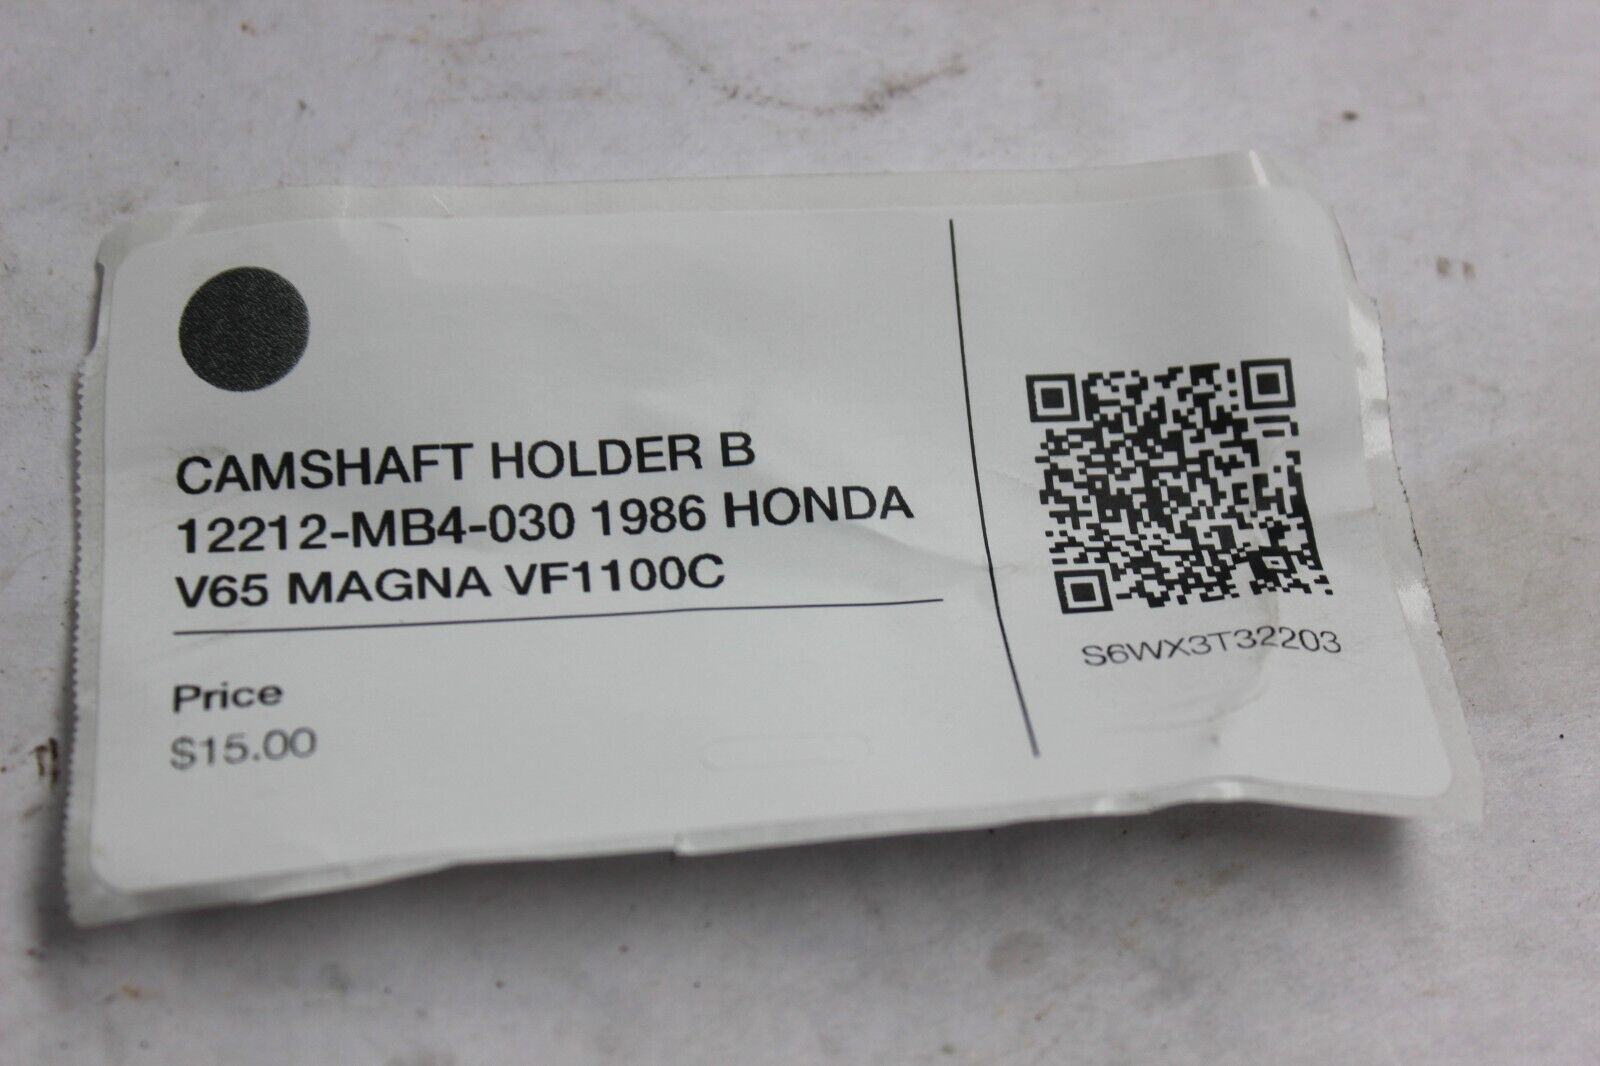 CAMSHAFT HOLDER B
12212-MB4-030 1986 HONDA
V65 MAGNA VF1100C
Price
$15.00
S6WX3T32203